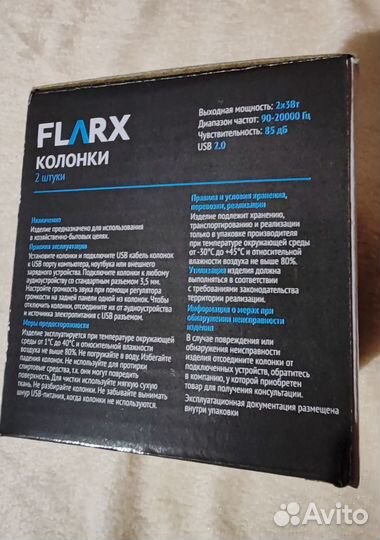 FLARX
КОЛОНКИ
2 штуки
Выходная мощность: 2х3Вт
Диапазон частот: 90-20000 Гц
Чувствительность: 85 дБ
USB 2.0
Назначение
Изделие предназначено для использования
в хозяйственно-бытовых целях.
Правила эксплуатации
Установите колонки и подключите USB кабель колонок
к USB порту компьютера, ноутбука или внешнего
зарядного устройства. Подключите колонки к любому
аудиоустройству со стандартным разъемом 3,5 мм.
Настройте громкость звука при помощи регулятора
громкости на задней панели одной из колонок. Чтобы
отключить колонки, отсоедините их от аудиоустройства
и источника электропитания с USB разъемом.
Меры предосторожности
Изделие эксплуатируется при температуре окружающей
среды от 1°С до 40°С и относительной влажности
воздуха не выше 80%. Не погружайте в воду. Избегайте
падения колонок. Не используйте для протирки
спиртовые средства, т.к. они могут повредить
поверхность. Для чистки используйте мягкую сухую
ткань. Не разбирайте колонки. Не забывайте вынимать
шнур USB-питания, когда колонки не используются.
Правила и условия хранения,
перевозки, реализации
Изделие подлежит хранению,
транспортированию и реализации
только в упаковке производителя
при температуре окружающей среды
от -30°С до +45°С и относительной
влажности воздуха не выше 80%.
Утилизация изделия должна
выполняться в соответствии
с требованиями законодательства
территории реализации.
Информация о мерах при
обнаружении неисправности
изделия
В случае повреждения или
обнаружения неисправности
изделия отсоедините колонки от
подключенных устройств, обратитесь
в компанию, у которой приобретен
товар для получения консультации.
Эксплуатационная документация размещена
внутри упаковки
Avito